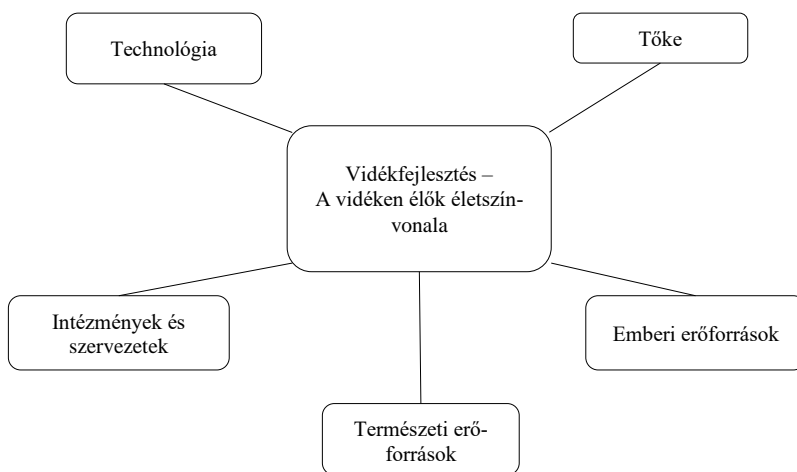 Technológia
Tőke
Vidékfejlesztés –
A vidéken élők életszín-
vonala
Intézmények és
szervezetek
Emberi erőforrások
Természeti erő-
források